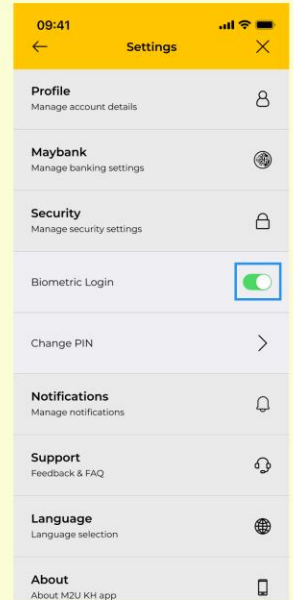 09:41
Settings
Profile
Manage account details
Maybank
Manage banking settings
Security
Manage security settings
Biometric Login
Change PIN
Notifications
Manage notifications
Support
Feedback & FAQ
Language
Language selection
About
About M2U KH app